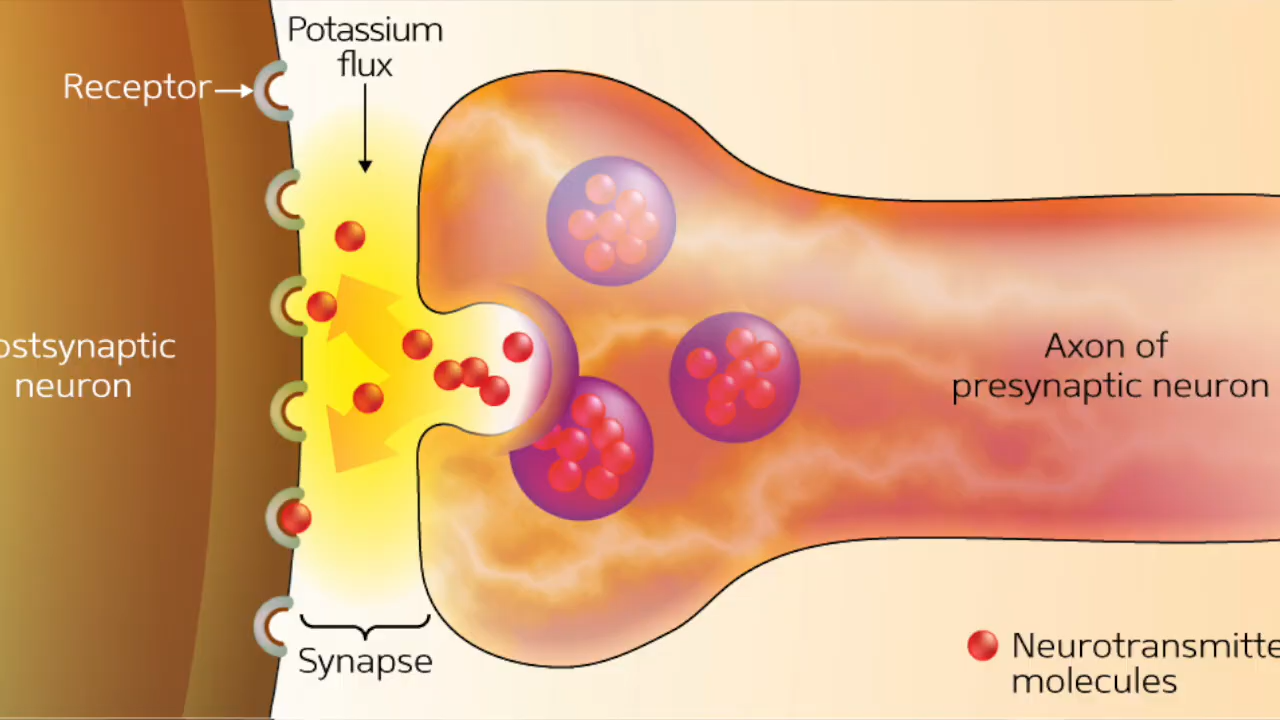 Potassium
flux
Receptor
ostsynaptic
neuron
Axon of
presynaptic neuron
Synapse
Neurotransmitte
molecules